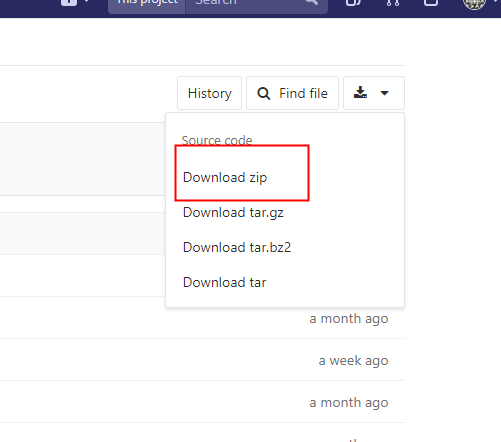 This project Search
History Find file
Source code
Download zip
Download tar.gz
Download tar.bz2
Download tar
a month ago
a week ago
a month ago